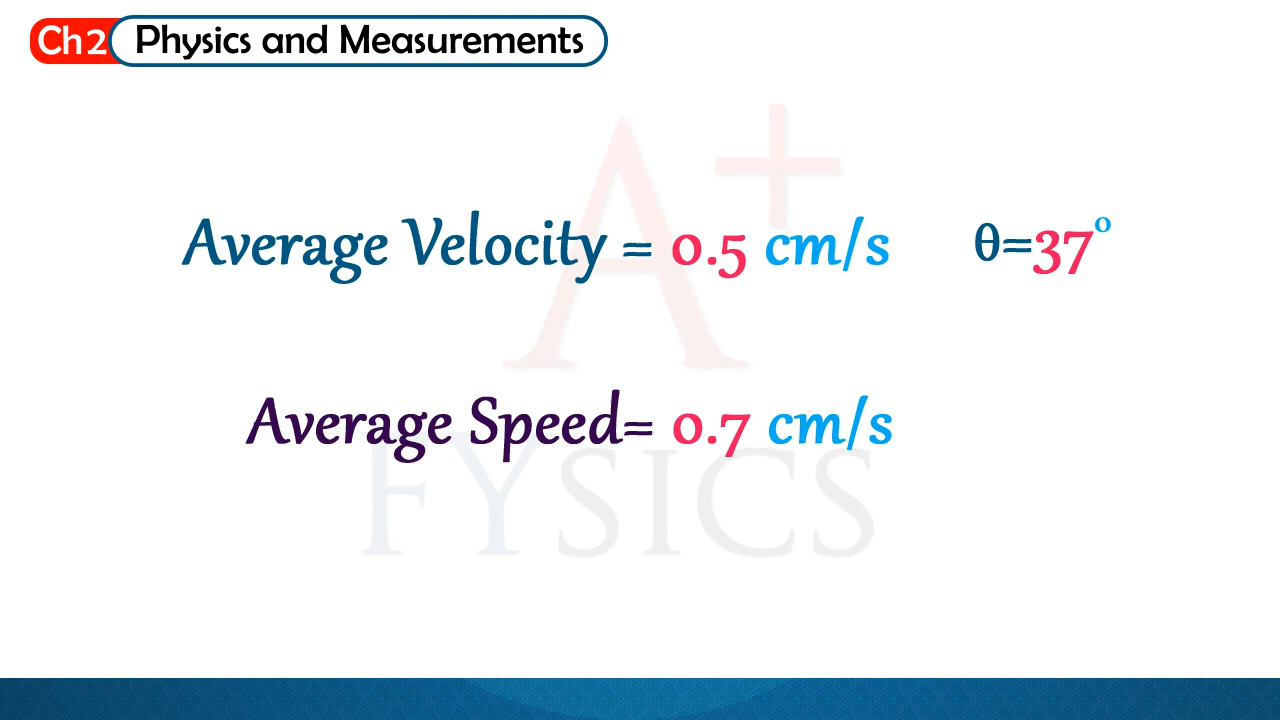 Ch2 Physics and Measurements
Average Velocity = 0.5 cm/s θ=37°
Average Speed= 0.7 cm/s
A+
FYSICS